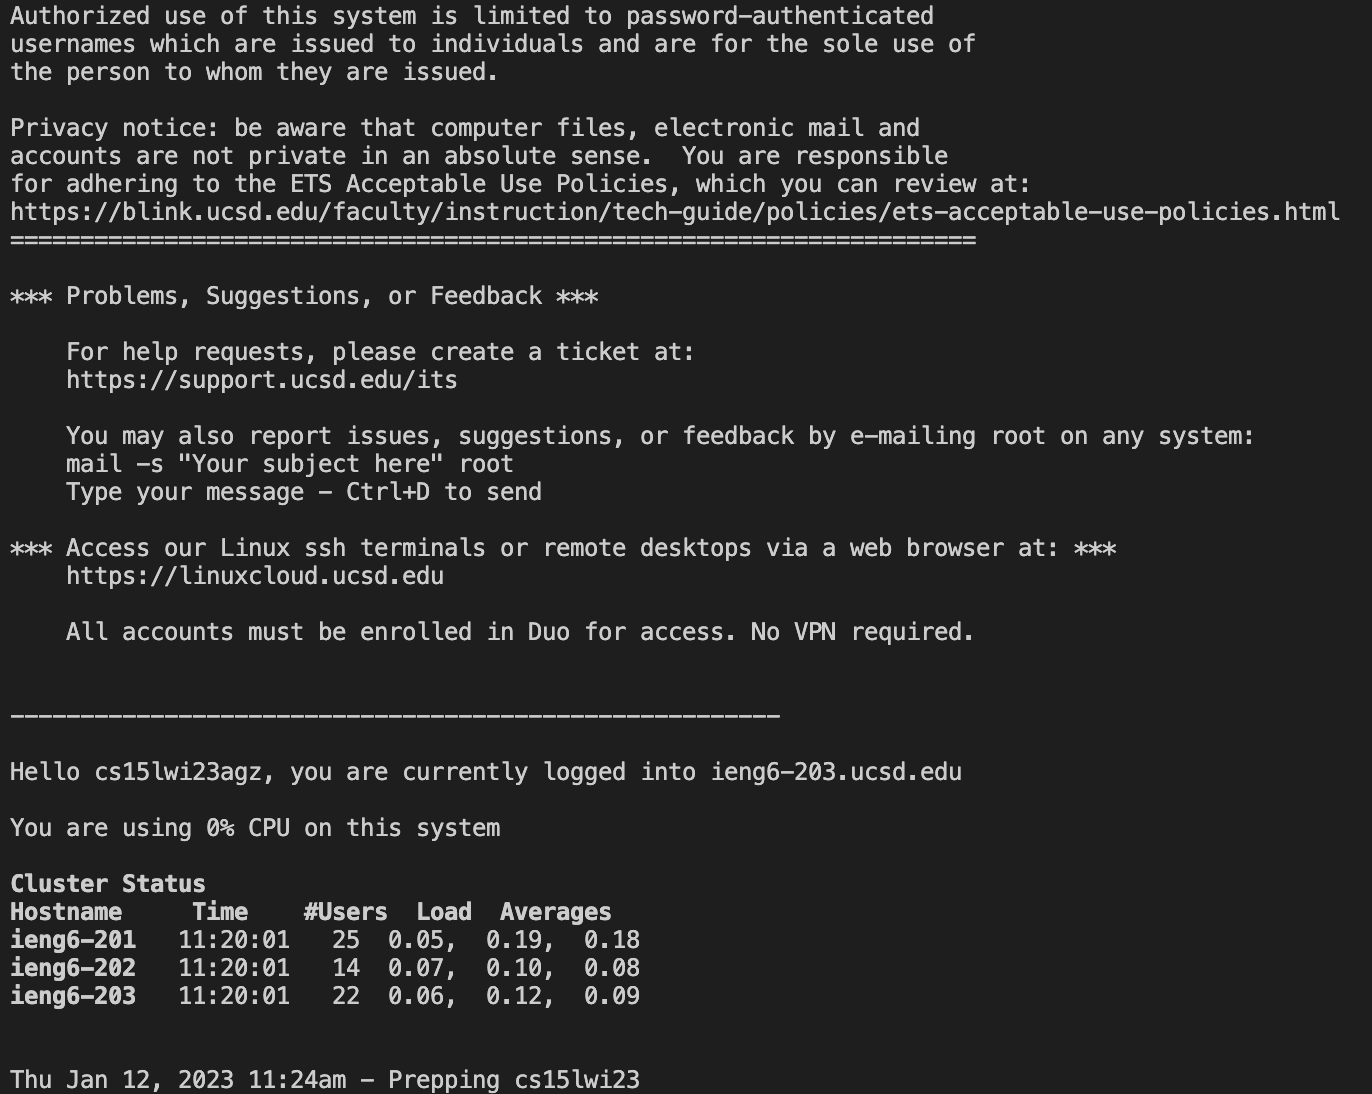 Authorized use of this system is limited to password-authenticated
usernames which are issued to individuals and are for the sole use of
the person to whom they are issued.
Privacy notice: be aware that computer files, electronic mail and
accounts are not private in an absolute sense.  You are responsible
for adhering to the ETS Acceptable Use Policies, which you can review at:
https://blink.ucsd.edu/faculty/instruction/tech-guide/policies/ets-acceptable-use-policies.html
=====================================================================
*** Problems, Suggestions, or Feedback ***
For help requests, please create a ticket at:
https://support.ucsd.edu/its
You may also report issues, suggestions, or feedback by e-mailing root on any system:
mail -s "Your subject here" root
Type your message - Ctrl+D to send
*** Access our Linux ssh terminals or remote desktops via a web browser at: ***
https://linuxcloud.ucsd.edu
All accounts must be enrolled in Duo for access. No VPN required.
-------------------------------------------------------
Hello cs15lwi23agz, you are currently logged into ieng6-203.ucsd.edu
You are using 0% CPU on this system
Cluster Status
Hostname     Time    #Users  Load  Averages
ieng6-201   11:20:01   25  0.05,  0.19,  0.18
ieng6-202   11:20:01   14  0.07,  0.10,  0.08
ieng6-203   11:20:01   22  0.06,  0.12,  0.09
Thu Jan 12, 2023 11:24am - Prepping cs15lwi23